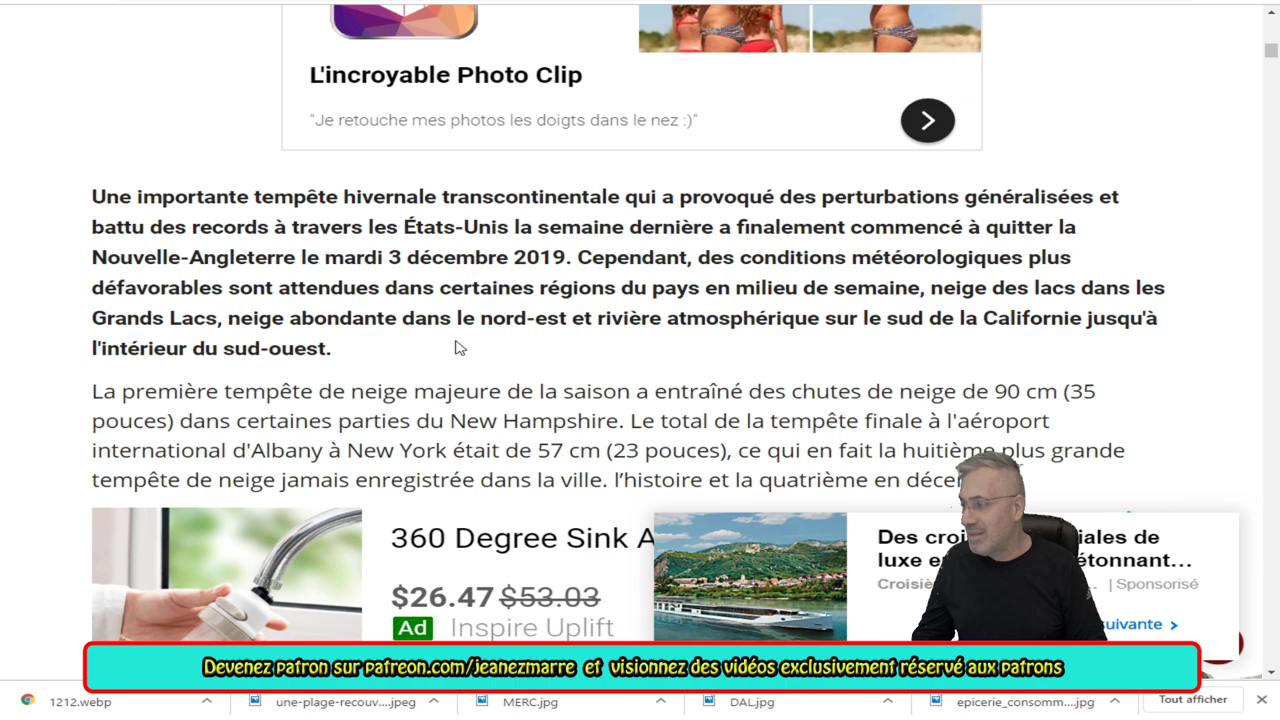 L'incroyable Photo Clip
"Je retouche mes photos les doigts dans le nez :)"
Une importante tempête hivernale transcontinentale qui a provoqué des perturbations généralisées et
battu des records à travers les États-Unis la semaine dernière a finalement commencé à quitter la
Nouvelle-Angleterre le mardi 3 décembre 2019. Cependant, des conditions météorologiques plus
défavorables sont attendues dans certaines régions du pays en milieu de semaine, neige des lacs dans les
Grands Lacs, neige abondante dans le nord-est et rivière atmosphérique sur le sud de la Californie jusqu'à
l'intérieur du sud-ouest.
La première tempête de neige majeure de la saison a entraîné des chutes de neige de 90 cm (35
pouces) dans certaines parties du New Hampshire. Le total de la tempête finale à l'aéroport
international d'Albany à New York était de 57 cm (23 pouces), ce qui en fait la huitième plus grande
tempête de neige jamais enregistrée dans la ville. l'histoire et la quatrième en
360 Degree Sink
$26.47 $53.03
Ad Inspire Uplift
Des
luxe
| Sponsorisé
Devenez patron sur patreon.com/jeanezmarre et visionnez des vidéos exclusivement réservé aux patrons
1212.webp une-plage-recouv....jpeg MERC.jpg DAL.jpg epicerie_consomm....jpg Tout afficher